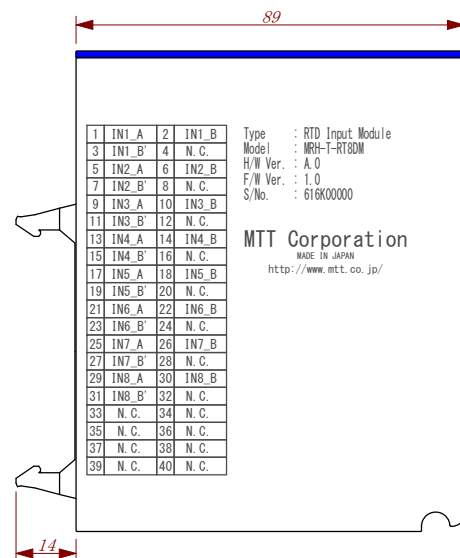 89
1 IN1_A 2 IN1_B
3 IN1_B' 4 N.C.
5 IN2_A 6 IN2_B
7 IN2_B' 8 N.C.
9 IN3_A 10 IN3_B
11 IN3_B' 12 N.C.
13 IN4_A 14 IN4_B
15 IN4_B' 16 N.C.
17 IN5_A 18 IN5_B
19 IN5_B' 20 N.C.
21 IN6_A 22 IN6_B
23 IN6_B' 24 N.C.
25 IN7_A 26 IN7_B
27 IN7_B' 28 N.C.
29 IN8_A 30 IN8_B
31 IN8_B' 32 N.C.
33 N.C. 34 N.C.
35 N.C. 36 N.C.
37 N.C. 38 N.C.
39 N.C. 40 N.C.
Type : RTD Input Module
Model : MRH-T-RT8DM
H/W Ver. : A.0
F/W Ver. : 1.0
S/No. : 616K00000
MTT Corporation
MADE IN JAPAN
http://www.mtt.co.jp/
14